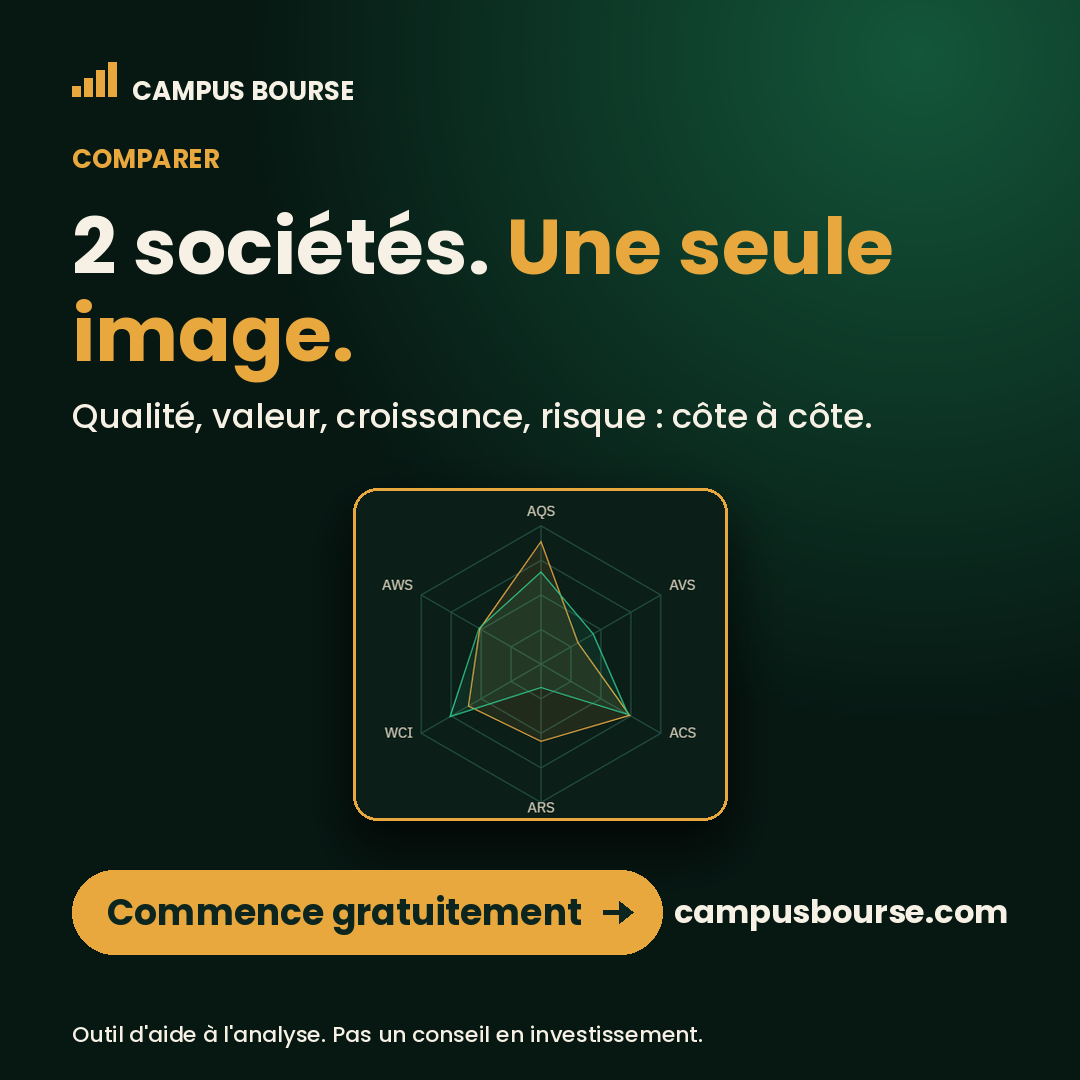 CAMPUS BOURSE
COMPARER
2 sociétés. Une seule
image.
Qualité, valeur, croissance, risque : côte à côte.
AQS
AWS
AVS
WCI
ACS
ARS
Commence gratuitement → campusbourse.com
Outil d'aide à l'analyse. Pas un conseil en investissement.